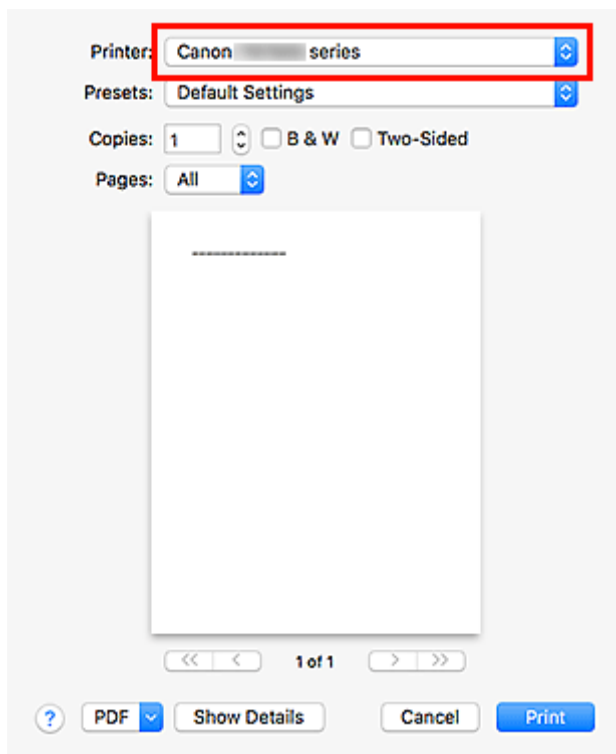 Printer: Canon series
Presets: Default Settings
Copies: 1 B & W Two-Sided
Pages: All
-------------
1 of 1
? PDF Show Details Cancel Print